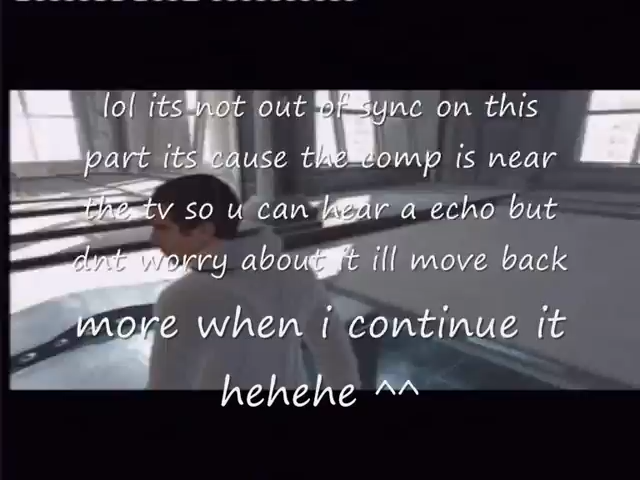 lol its not out of sync on this
part its cause the comp is near
the tv so u can hear a echo but
dnt worry about it ill move back
more when i continue it
hehehe ^^